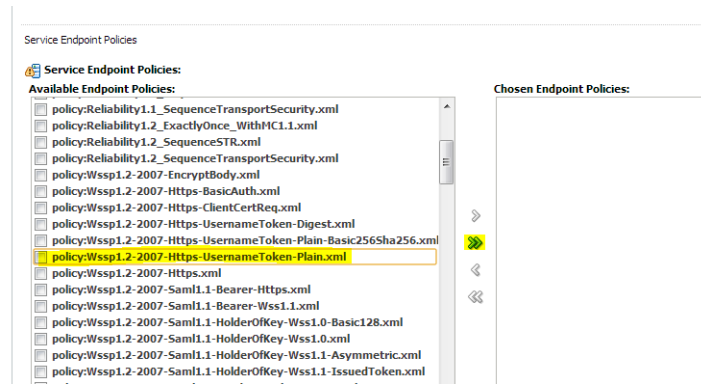 Service Endpoint Policies
Service Endpoint Policies:
Available Endpoint Policies:
Chosen Endpoint Policies:
policy:Reliability1.1_SequenceTransportSecurity.xml
policy:Reliability1.2_ExactlyOnce_WithMC1.1.xml
policy:Reliability1.2_SequenceSTR.xml
policy:Reliability1.2_SequenceTransportSecurity.xml
policy:Wssp1.2-2007-EncryptBody.xml
policy:Wssp1.2-2007-Https-BasicAuth.xml
policy:Wssp1.2-2007-Https-ClientCertReq.xml
policy:Wssp1.2-2007-Https-UsernameToken-Digest.xml
policy:Wssp1.2-2007-Https-UsernameToken-Plain-Basic256Sha256.xml
policy:Wssp1.2-2007-Https-UsernameToken-Plain.xml
policy:Wssp1.2-2007-Https.xml
policy:Wssp1.2-2007-Saml1.1-Bearer-Https.xml
policy:Wssp1.2-2007-Saml1.1-Bearer-Wss1.1.xml
policy:Wssp1.2-2007-Saml1.1-HolderOfKey-Wss1.0-Basic128.xml
policy:Wssp1.2-2007-Saml1.1-HolderOfKey-Wss1.0.xml
policy:Wssp1.2-2007-Saml1.1-HolderOfKey-Wss1.1-Asymmetric.xml
policy:Wssp1.2-2007-Saml1.1-HolderOfKey-Wss1.1-IssuedToken.xml